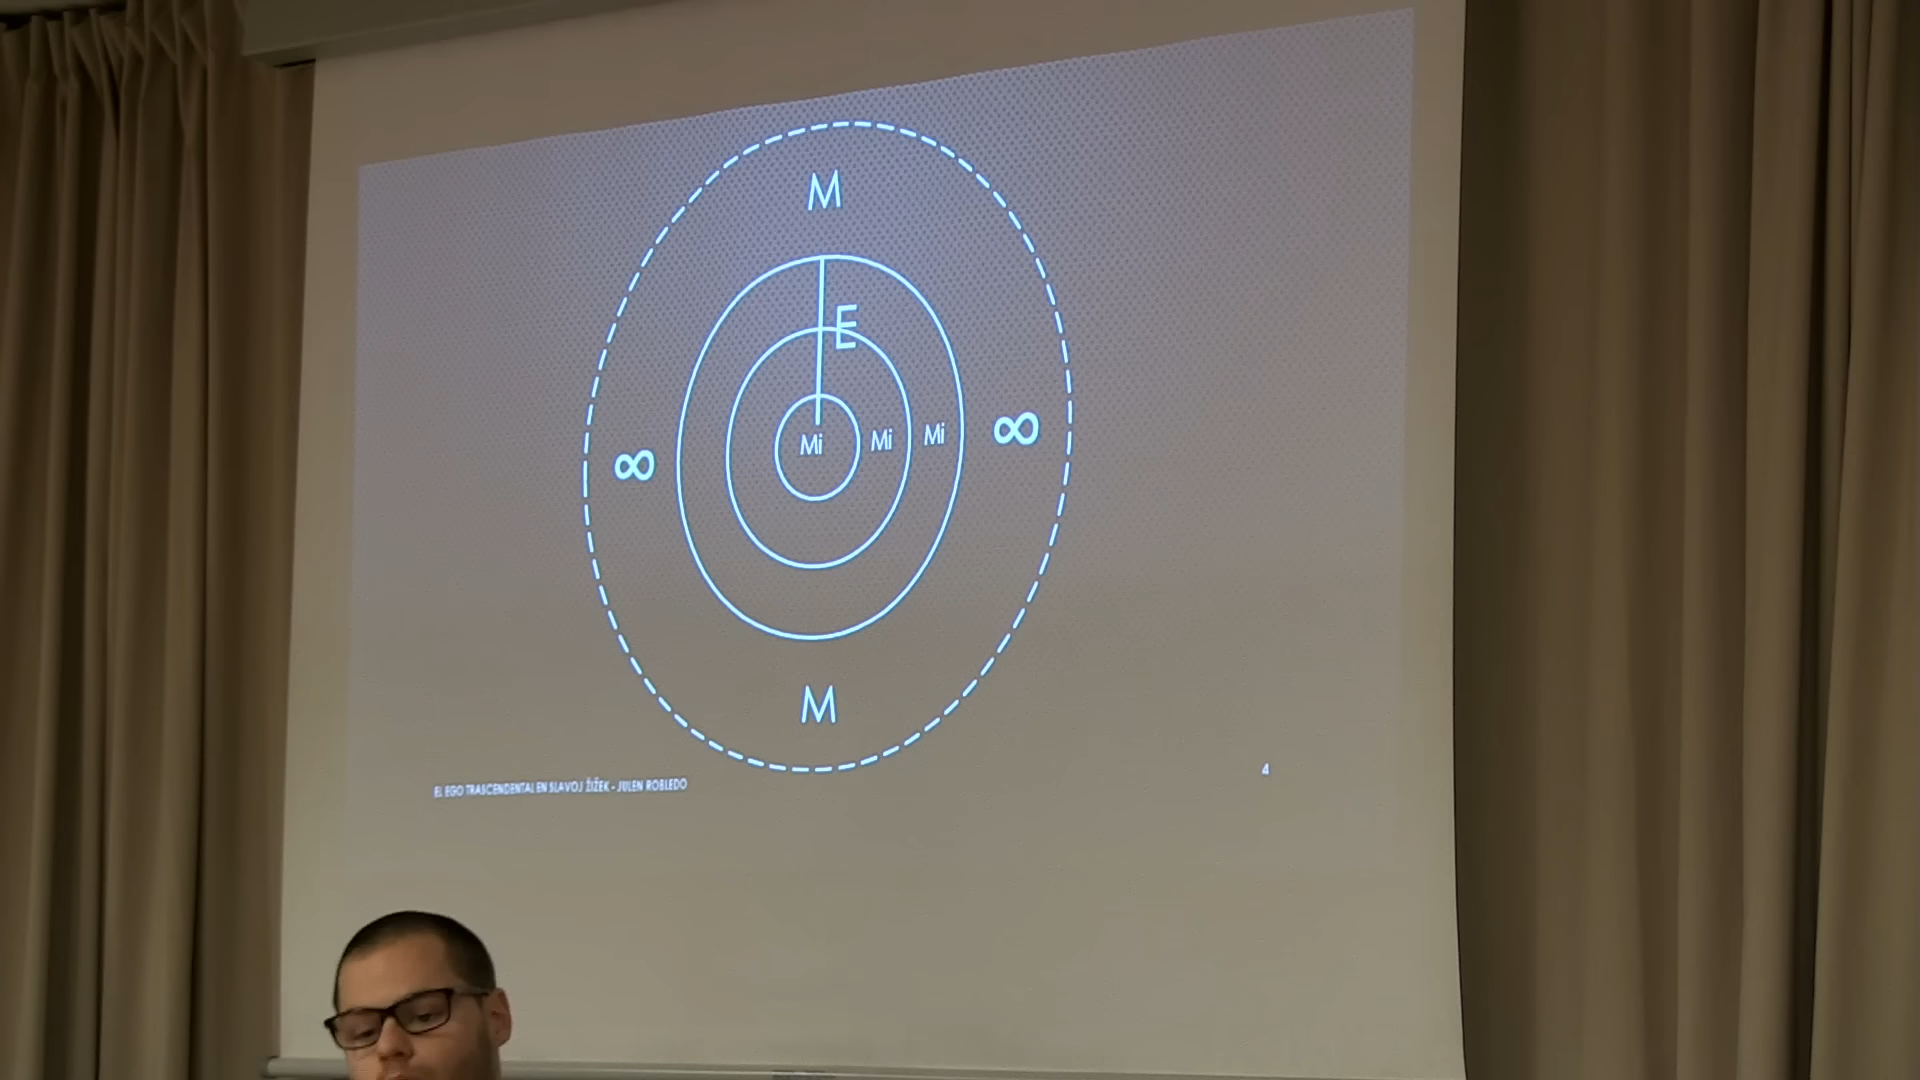 M
E
∞ Mi Mi Mi ∞
M
EL EGO TRASCENDENTAL EN SLAVOJ ŽIŽEK - JULEN ROBLEDO
4